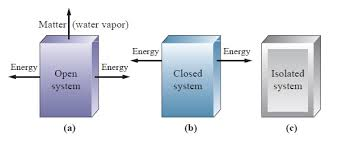 Matter (water vapor)
Energy Energy Energy Energy
Open system
Closed system
Isolated system
(a) (b) (c)